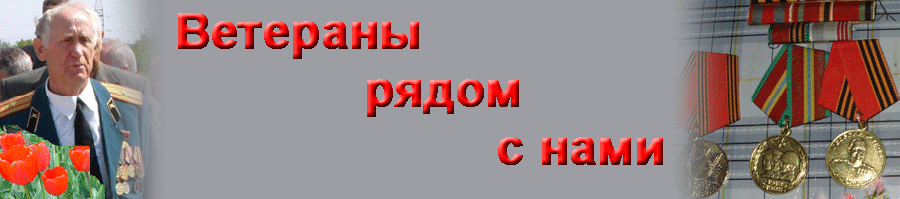 Ветераны
рядом
с нами